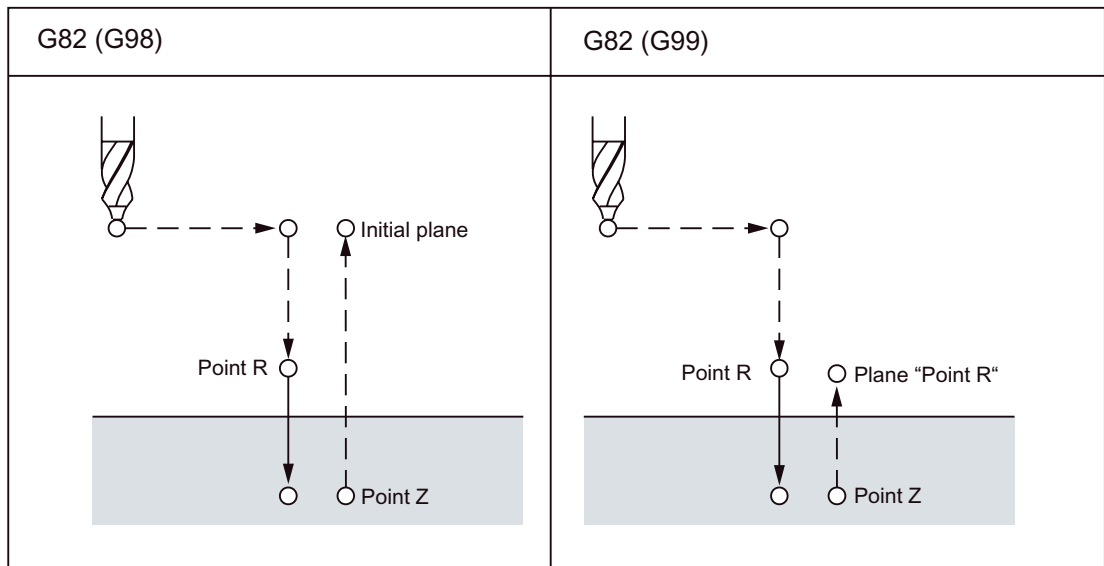 G82 (G98)
G82 (G99)
Initial plane
Point R
Point Z
Point R
Plane “Point R“
Point Z